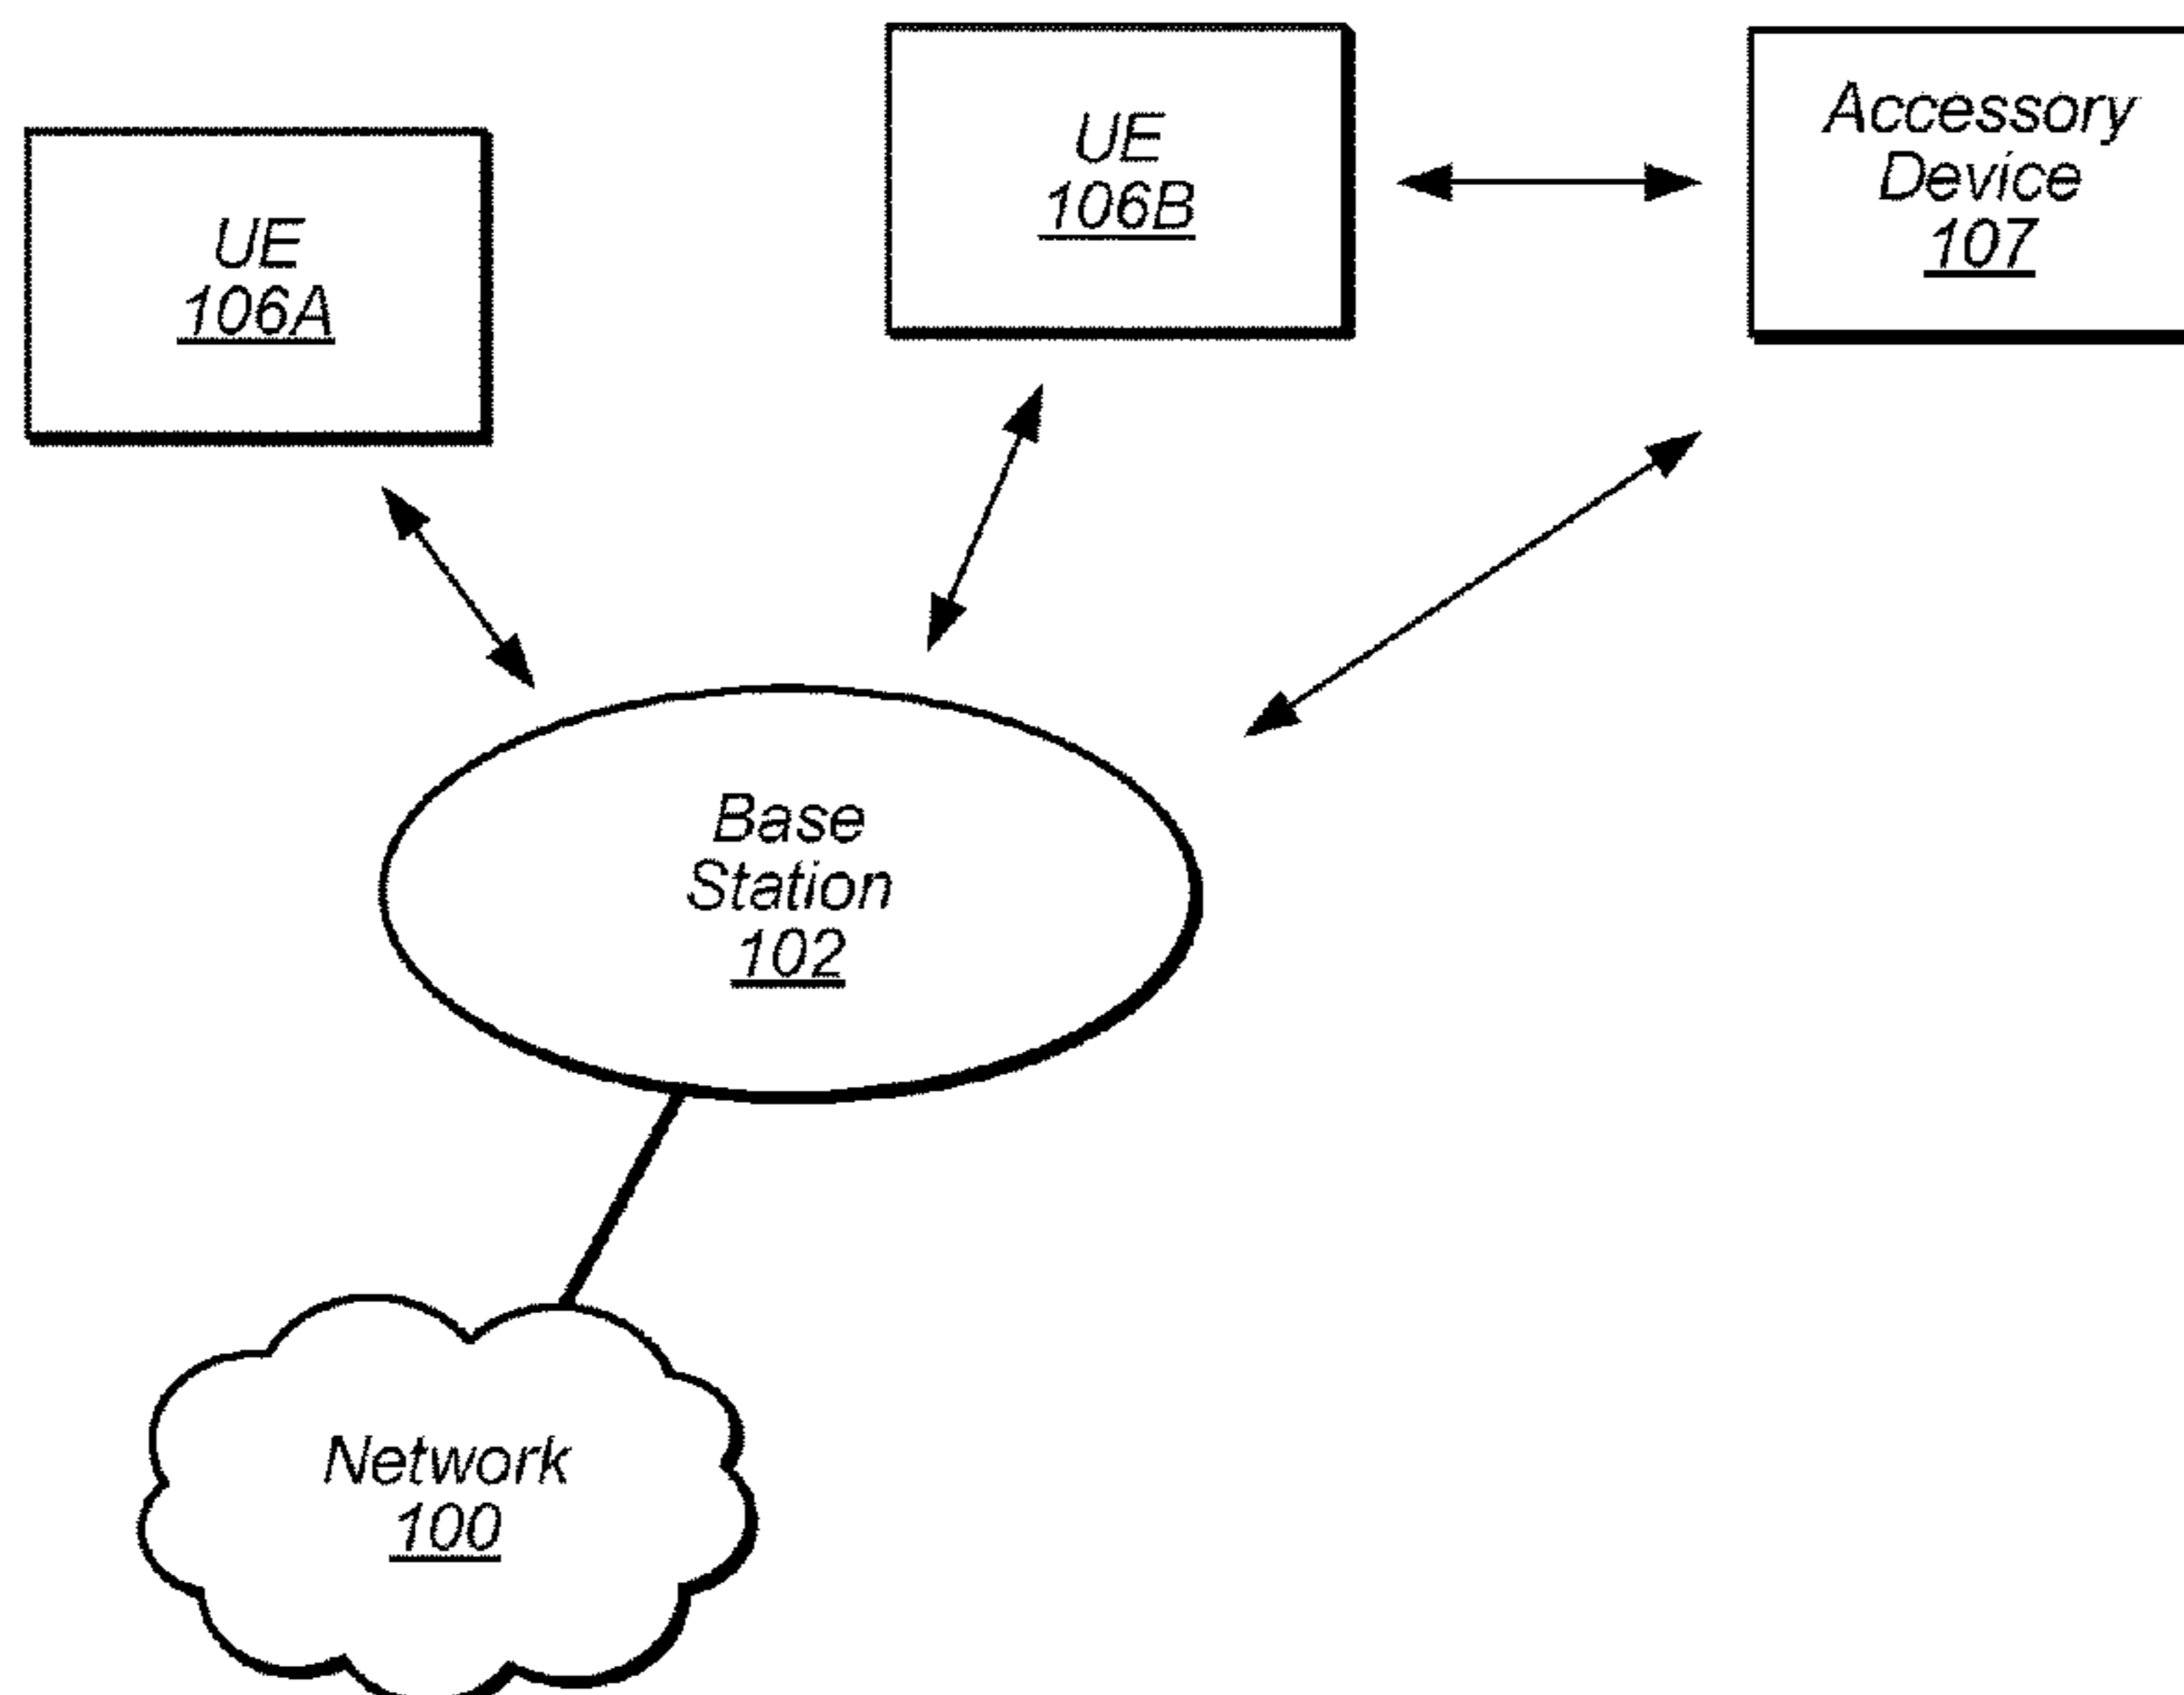 UE
106A
UE
106B
Accessory
Device
107
Base
Station
102
Network
100